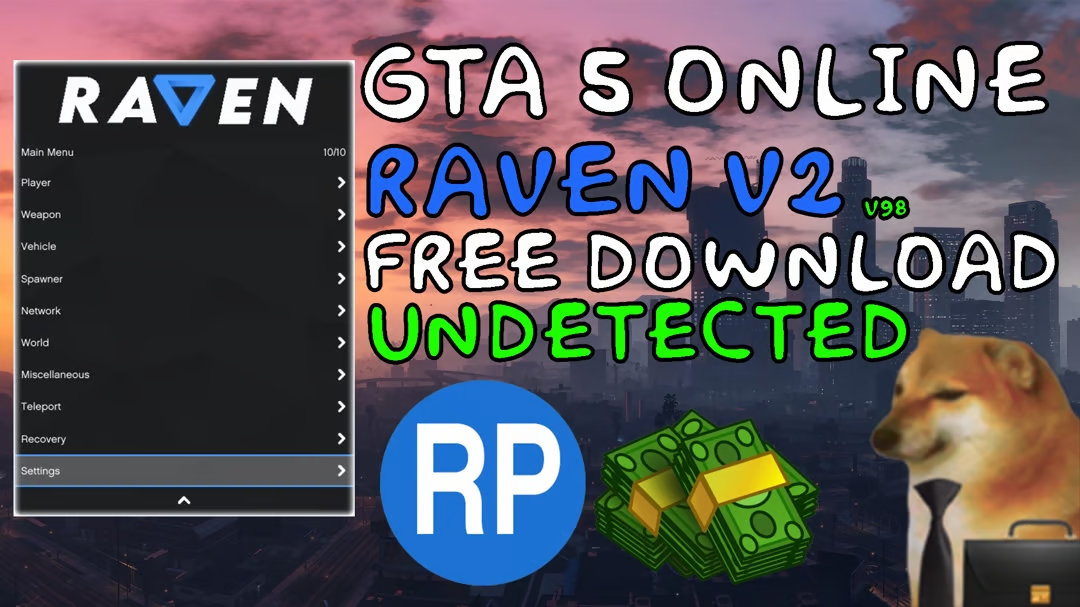 RAVEN
Main Menu 10/10
Player
Weapon
Vehicle
Spawner
Network
World
Miscellaneous
Teleport
Recovery
Settings
GTA 5 ONLINE
RAVEN V2 V98
FREE DOWNLOAD
UNDETECTED
RP